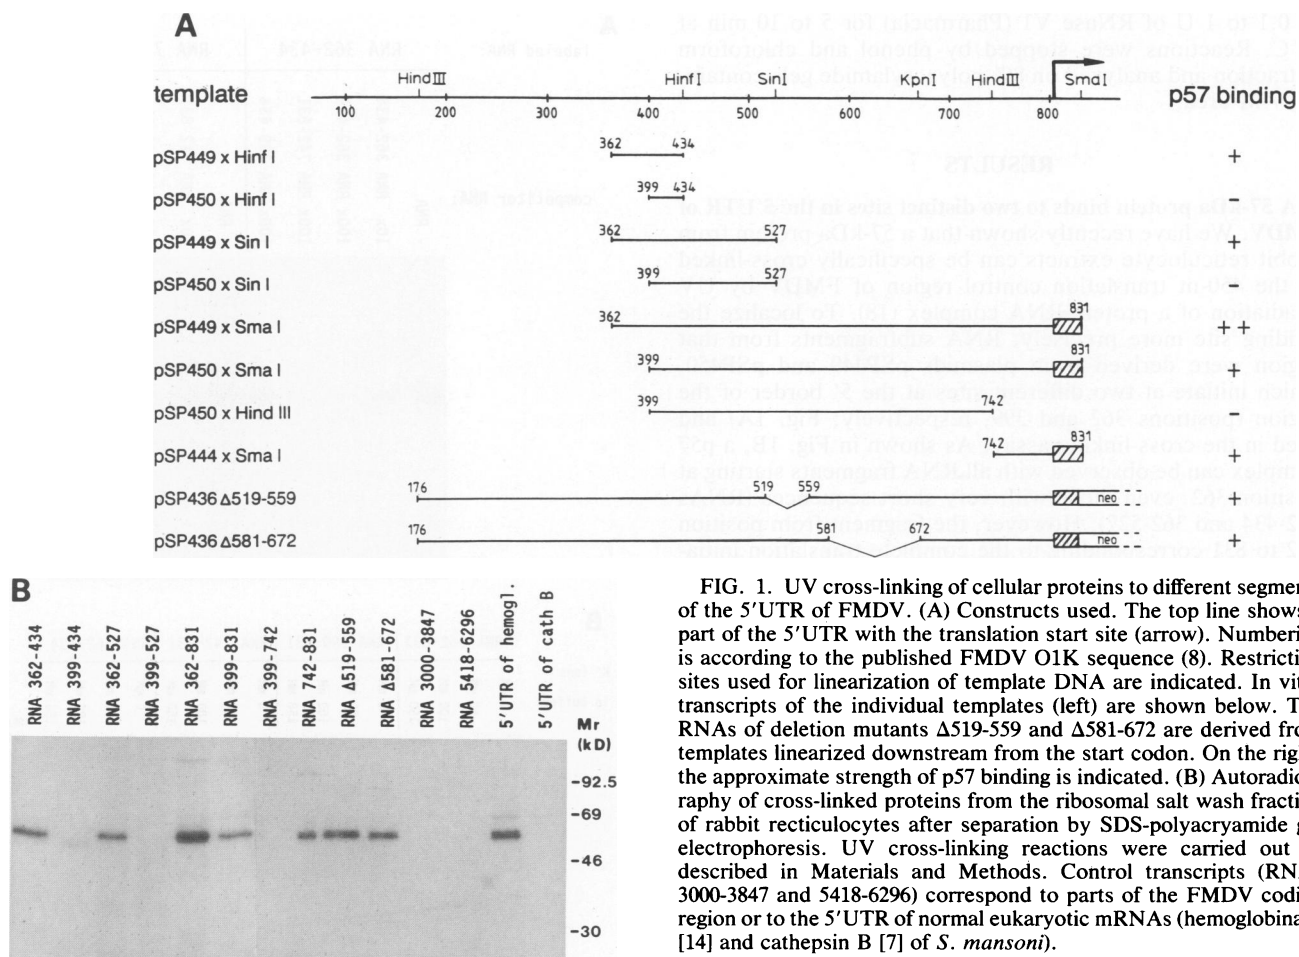 A
template
HindIII
HinfI
SinI
KpnI
HindIII
SmaI
p57 binding
100 200 300 400 500 600 700 800
pSP449 x Hinf I 362 434 +
pSP450 x Hinf I 399 434 −
pSP449 x Sin I 362 527 +
pSP450 x Sin I 399 527 −
pSP449 x Sma I 362 831 + +
pSP450 x Sma I 399 831 +
pSP450 x Hind III 399 742 −
pSP444 x Sma I 742 831 +
pSP436 Δ519-559 176 519 559 neo +
pSP436 Δ581-672 176 581 672 neo +
B
RNA 362-434
RNA 399-434
RNA 362-527
RNA 399-527
RNA 362-831
RNA 399-831
RNA 399-742
RNA 742-831
RNA Δ519-559
RNA Δ581-672
RNA 3000-3847
RNA 5418-6296
5'UTR of hemogl.
5'UTR of cath B
Mr
(kD)
-92.5
-69
-46
-30
FIG. 1. UV cross-linking of cellular proteins to different segmen
of the 5'UTR of FMDV. (A) Constructs used. The top line shows
part of the 5'UTR with the translation start site (arrow). Numberi
is according to the published FMDV O1K sequence (8). Restricti
sites used for linearization of template DNA are indicated. In vit
transcripts of the individual templates (left) are shown below. T
RNAs of deletion mutants Δ519-559 and Δ581-672 are derived fro
templates linearized downstream from the start codon. On the righ
the approximate strength of p57 binding is indicated. (B) Autoradio
raphy of cross-linked proteins from the ribosomal salt wash fracti
of rabbit recticulocytes after separation by SDS-polyacryamide g
electrophoresis. UV cross-linking reactions were carried out
described in Materials and Methods. Control transcripts (RNA
3000-3847 and 5418-6296) correspond to parts of the FMDV codi
region or to the 5'UTR of normal eukaryotic mRNAs (hemoglobina
[14] and cathepsin B [7] of S. mansoni).